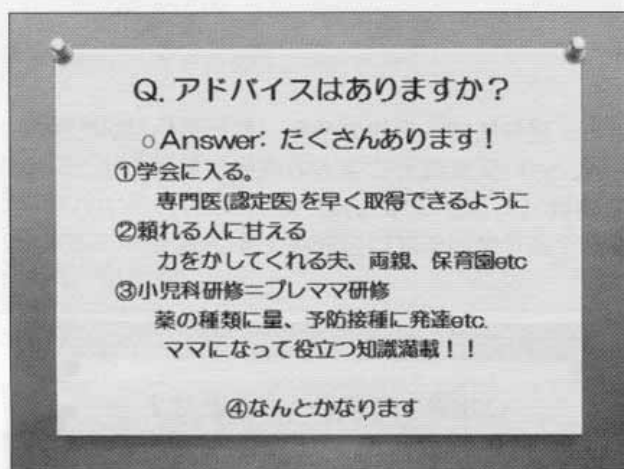 Q. アドバイスはありますか？
○Answer: たくさんあります！
①学会に入る。
専門医(認定医)を早く取得できるように
②頼れる人に甘える
力をかしてくれる夫、両親、保育園etc
③小児科研修＝プレママ研修
薬の種類に量、予防接種に発達etc.
ママになって役立つ知識満載！！
④なんとかなります